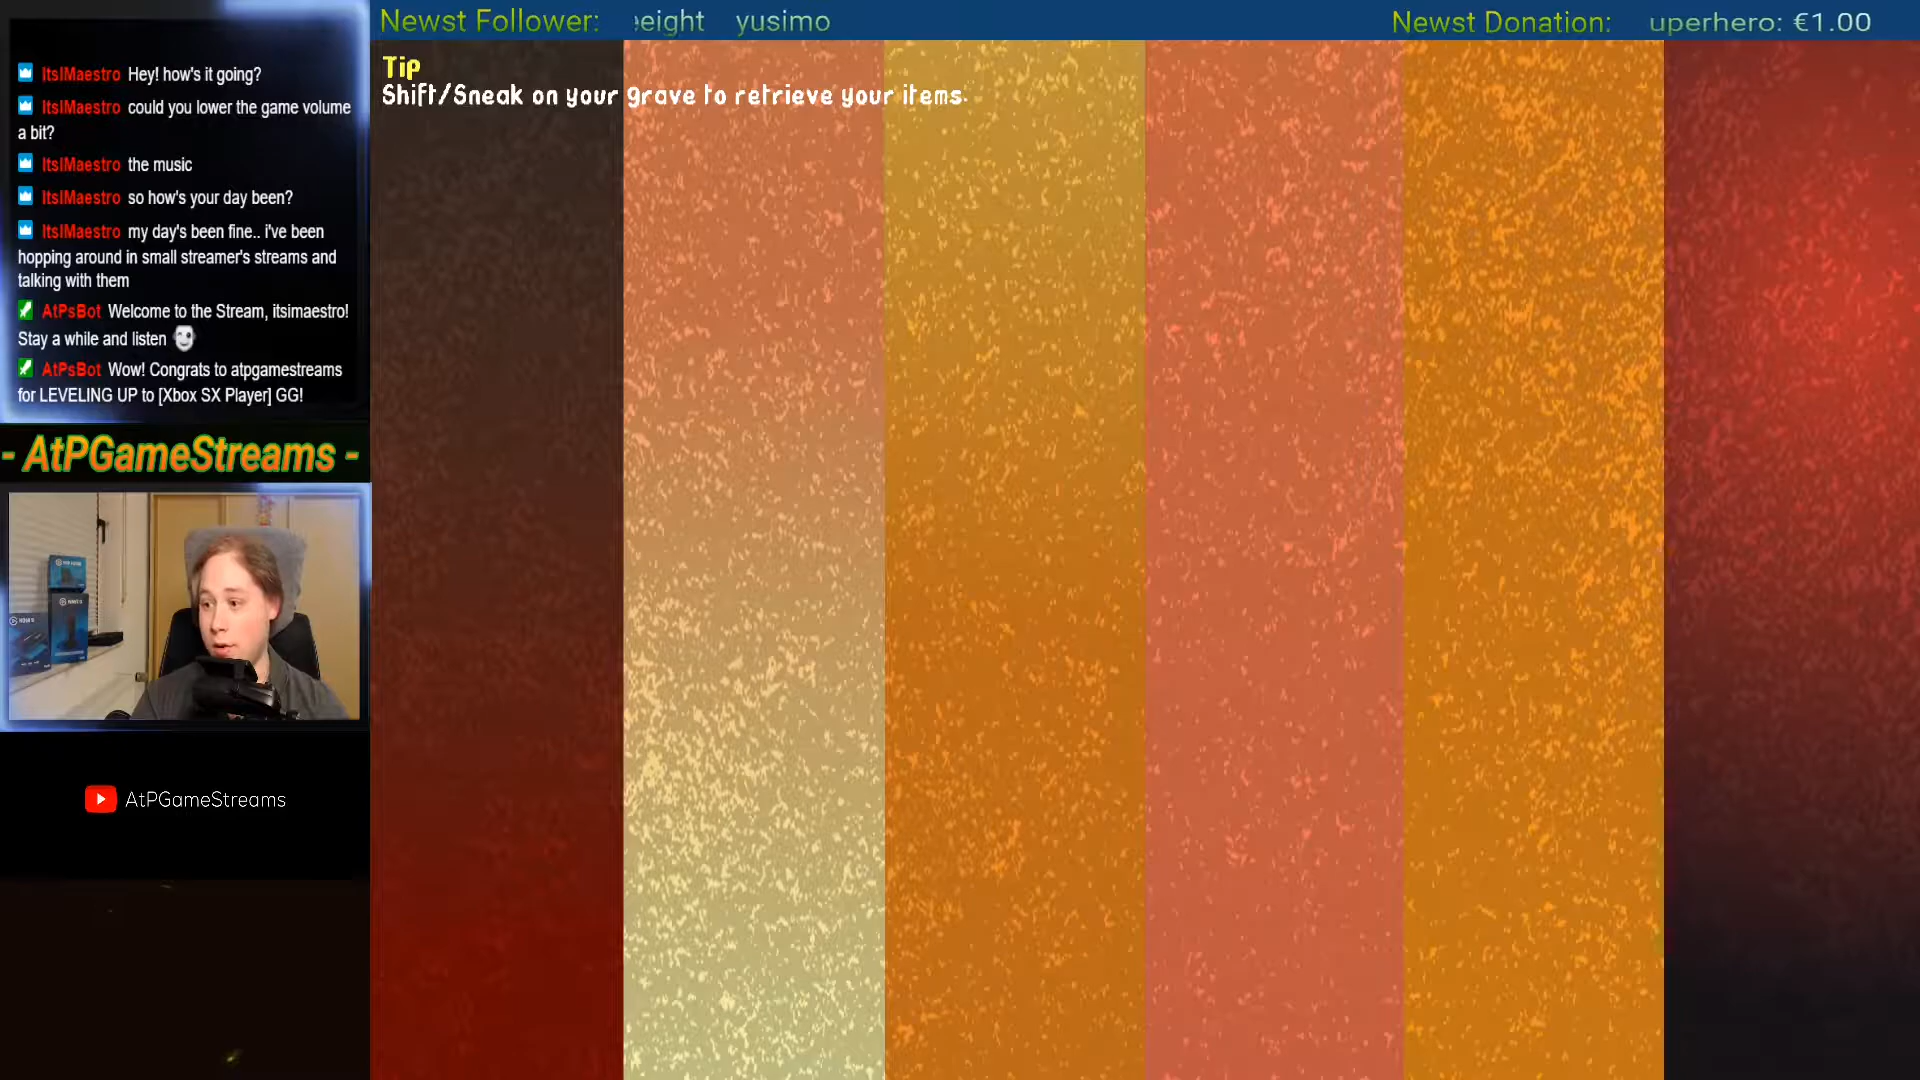 Newst Follower: eight yusimo
Newst Donation: uperhero: €1.00
Tip
Shift/Sneak on your grave to retrieve your items.
ItsIMaestro Hey! how's it going?
ItsIMaestro could you lower the game volume
a bit?
ItsIMaestro the music
ItsIMaestro so how's your day been?
ItsIMaestro my day's been fine.. i've been
hopping around in small streamer's streams and
talking with them
AtPsBot Welcome to the Stream, itsimaestro!
Stay a while and listen
AtPsBot Wow! Congrats to atpgamestreams
for LEVELING UP to [Xbox SX Player] GG!
- AtPGameStreams -
AtPGameStreams